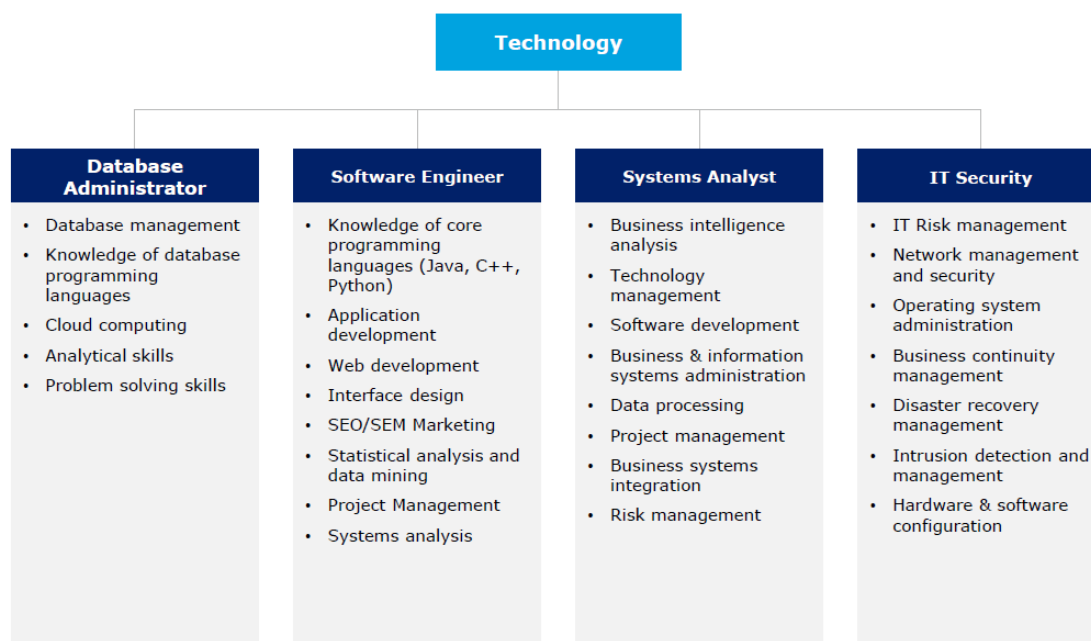 Technology
Database
Administrator
• Database management
• Knowledge of database
programming
languages
• Cloud computing
• Analytical skills
• Problem solving skills
Software Engineer
• Knowledge of core
programming
languages (Java, C++,
Python)
• Application
development
• Web development
• Interface design
• SEO/SEM Marketing
• Statistical analysis and
data mining
• Project Management
• Systems analysis
Systems Analyst
• Business intelligence
analysis
• Technology
management
• Software development
• Business & information
systems administration
• Data processing
• Project management
• Business systems
integration
• Risk management
IT Security
• IT Risk management
• Network management
and security
• Operating system
administration
• Business continuity
management
• Disaster recovery
management
• Intrusion detection and
management
• Hardware & software
configuration